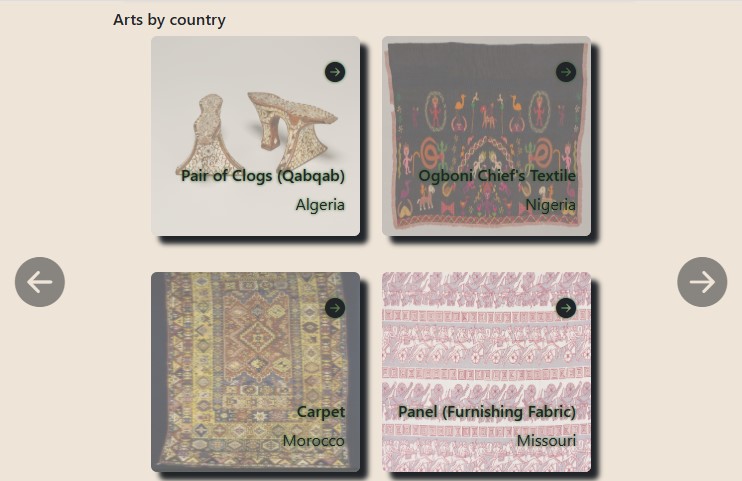 Arts by country
Pair of Clogs (Qabqab)
Algeria
Ogboni Chief's Textile
Nigeria
Carpet
Morocco
Panel (Furnishing Fabric)
Missouri